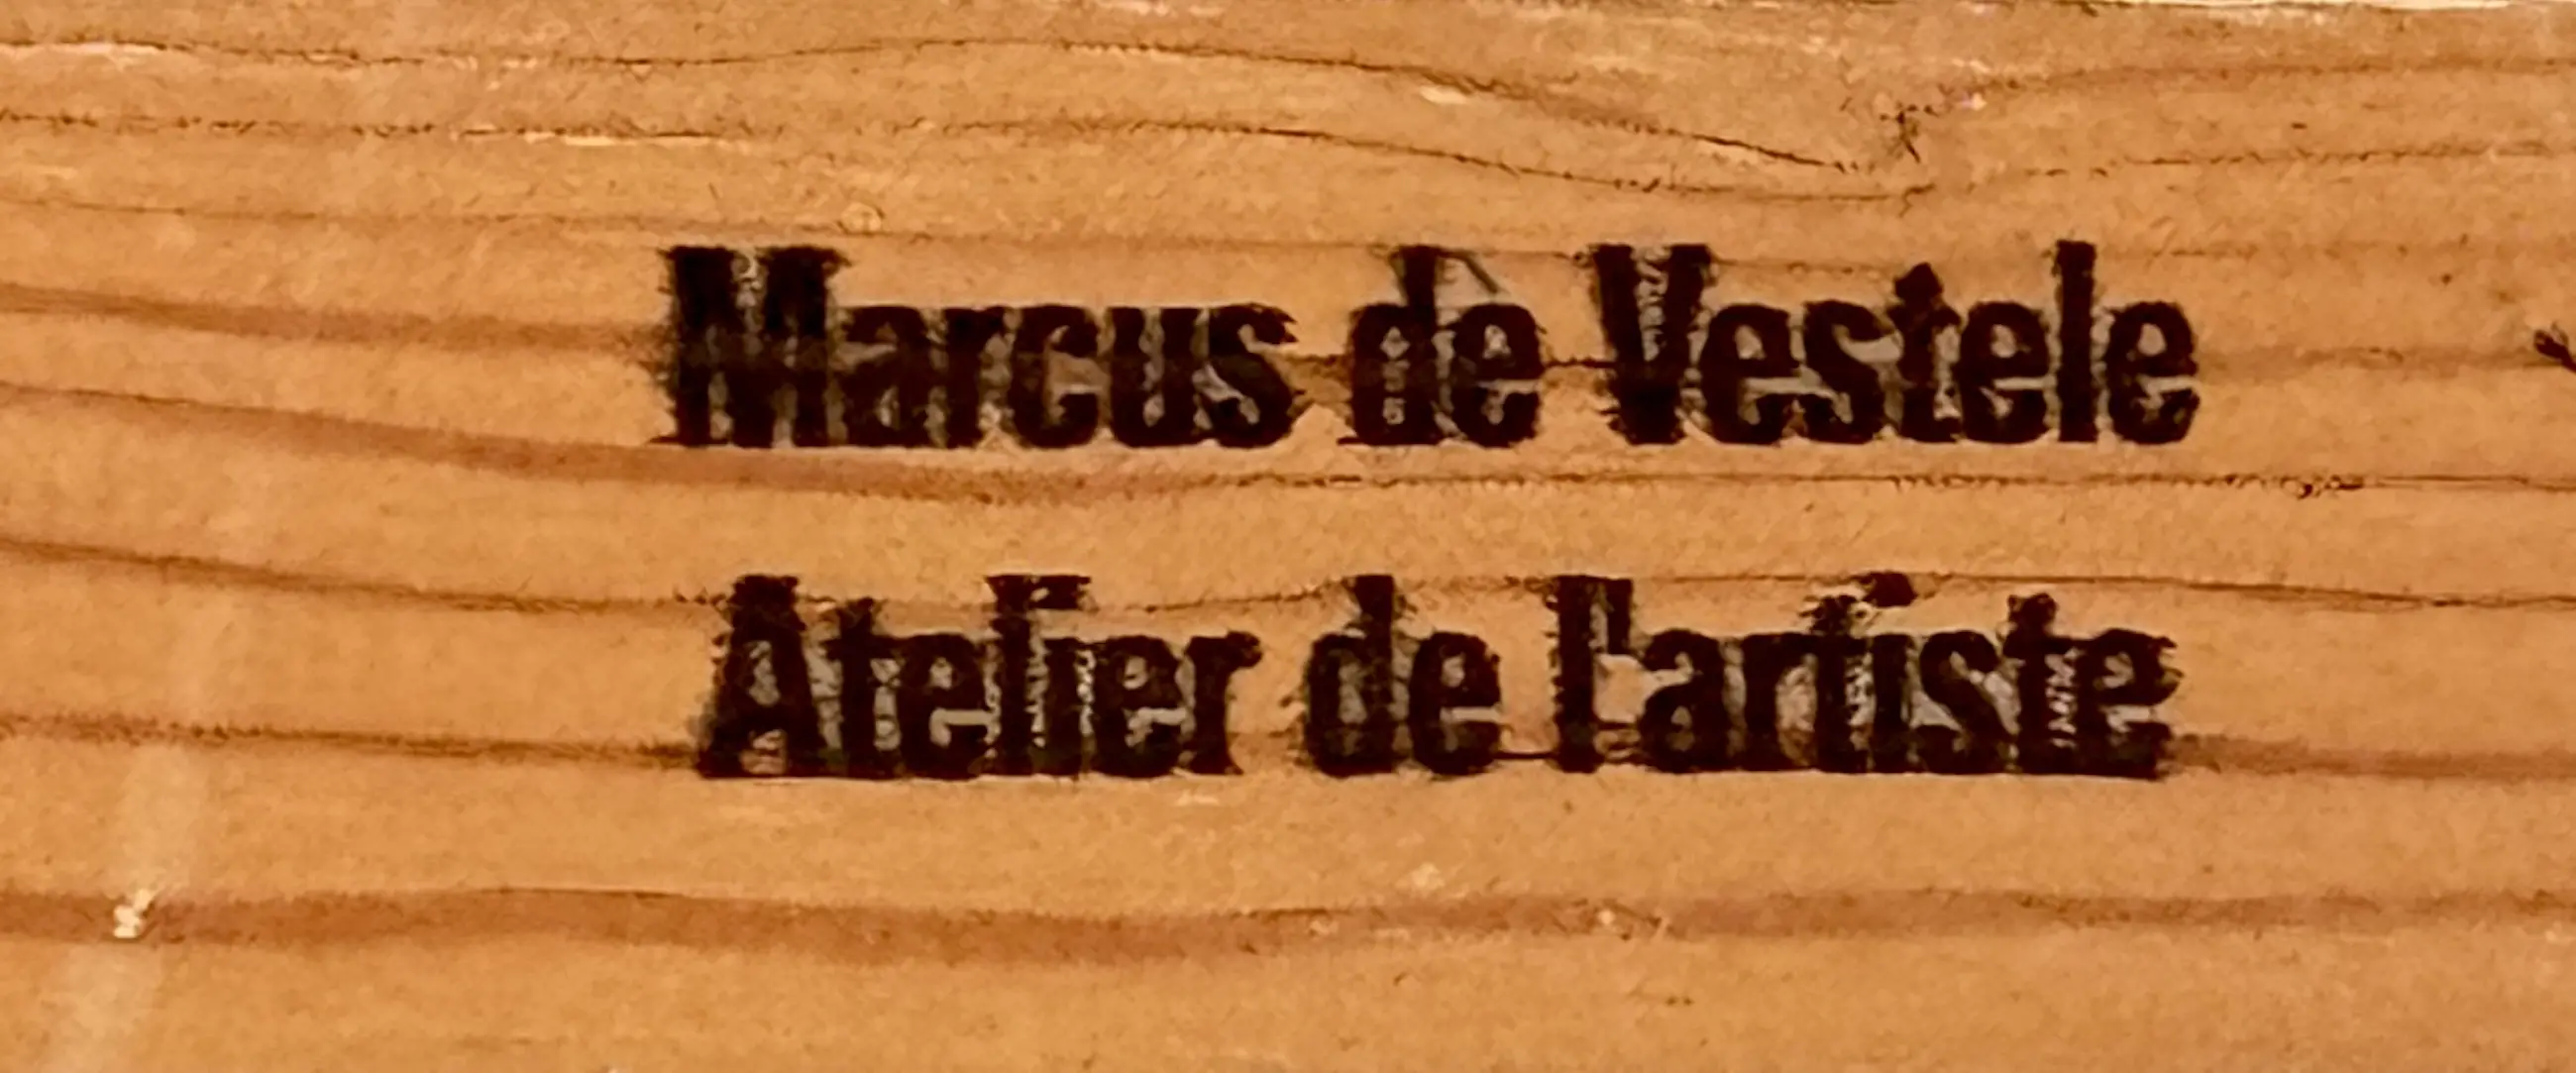 Marcus dè Vestele
Atelier de l'artiste